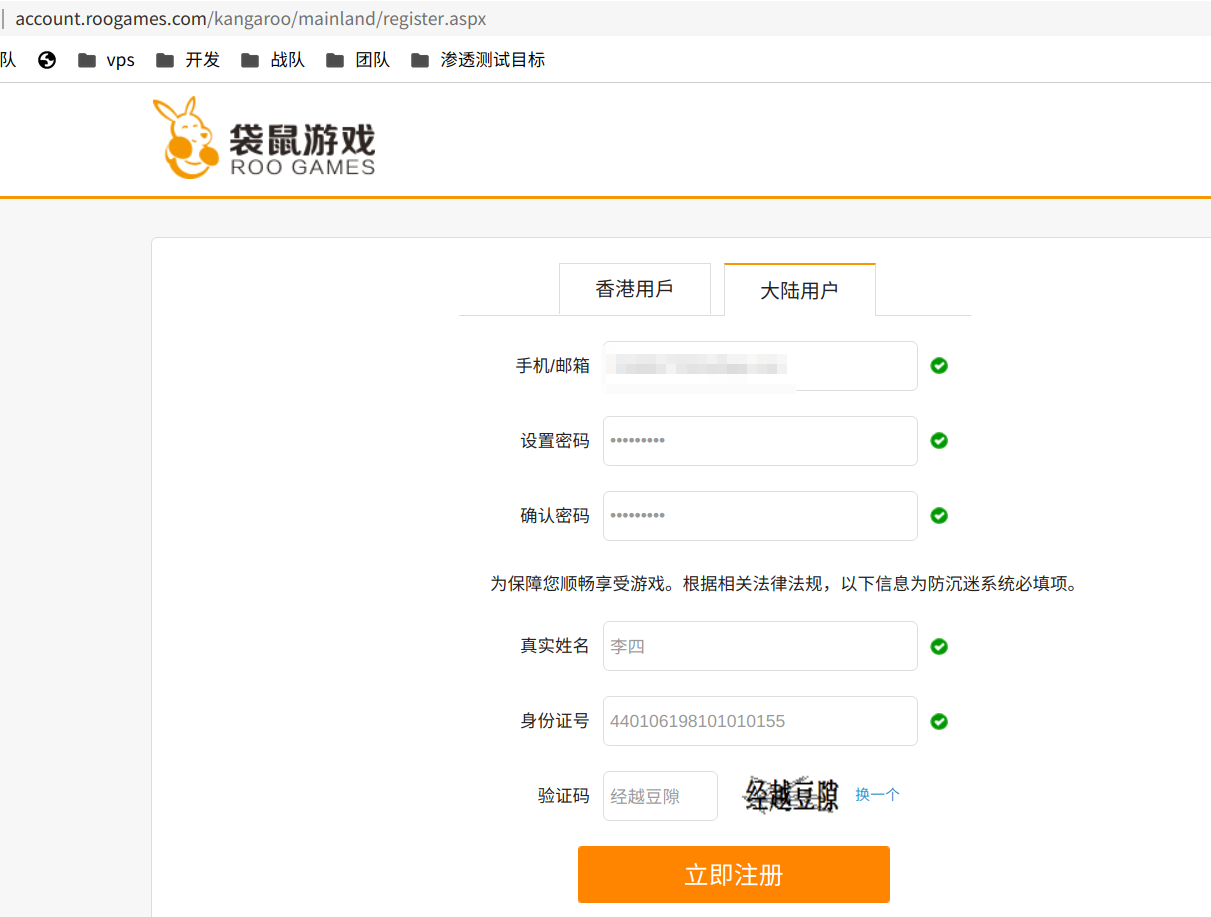 account.roogames.com/kangaroo/mainland/register.aspx
队 vps 开发 战队 团队 渗透测试目标
袋鼠游戏
ROO GAMES
香港用戶 大陆用户
手机/邮箱
设置密码 •••••••••
确认密码 •••••••••
为保障您顺畅享受游戏。根据相关法律法规，以下信息为防沉迷系统必填项。
真实姓名 李四
身份证号 440106198101010155
验证码 经越豆隙 经越豆隙 换一个
立即注册